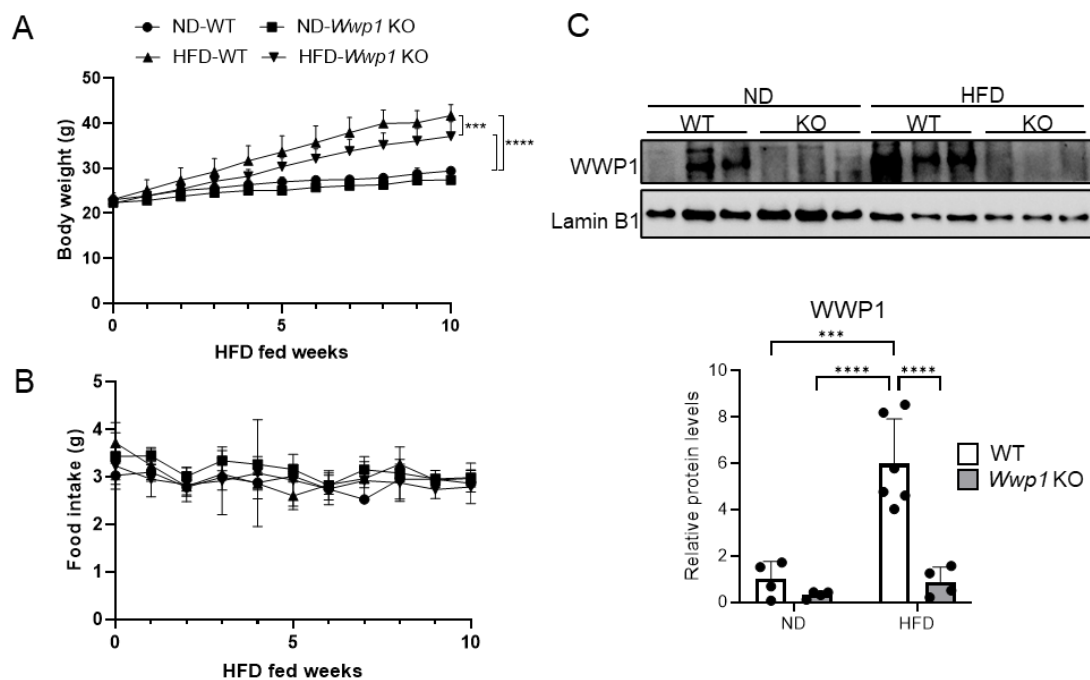 A
ND-WT ND-Wwp1 KO
HFD-WT HFD-Wwp1 KO
50
40
30
20
10
0
Body weight (g)
***
****
0 5 10
HFD fed weeks
B
5
4
3
2
1
0
Food intake (g)
0 5 10
HFD fed weeks
C
ND HFD
WT KO WT KO
WWP1
Lamin B1
WWP1
***
**** ****
10
8
6
4
2
0
Relative protein levels
ND HFD
WT
Wwp1 KO